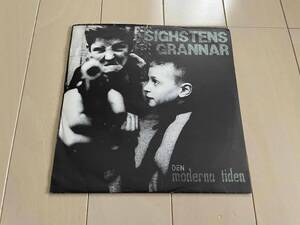 SIGHSTENS
GRANNAR
DEN
moderna tiden